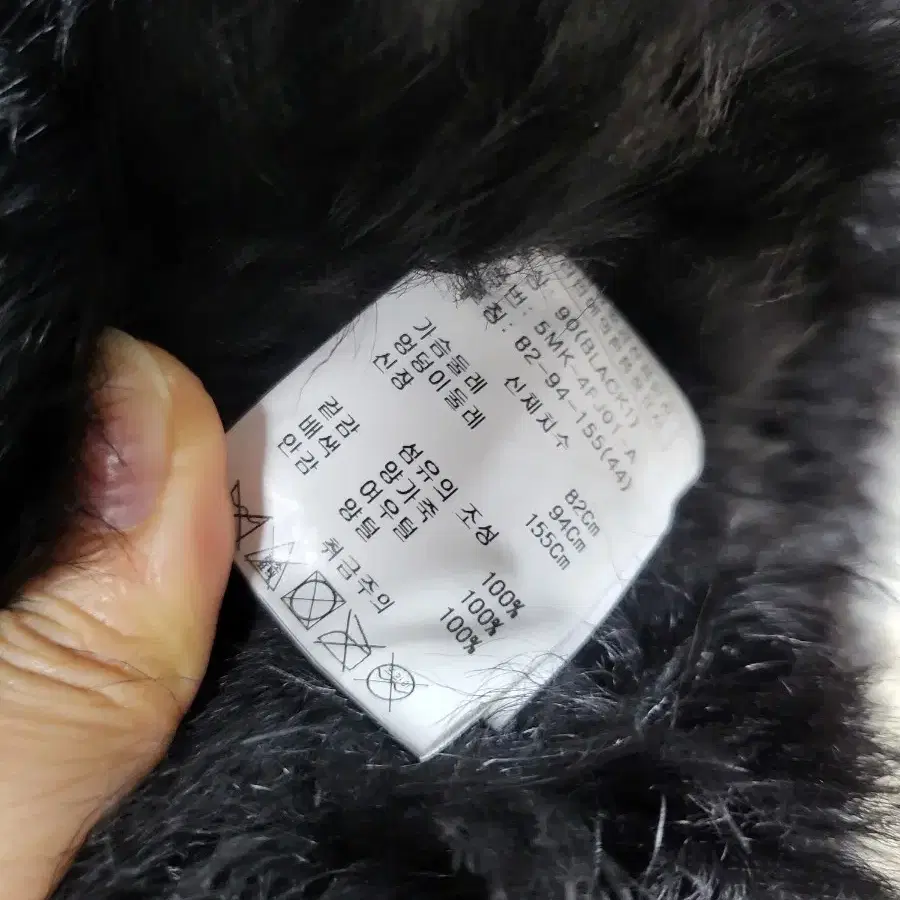 90(BLACK1)
번: 5MK-4FJ01-A
칭: 82-94-155(44)
신체치수
가슴둘레 82Cm
엉덩이둘레 94Cm
신장 155Cm
섬유의 조성
겉감 양가죽 100%
배색 여우털 100%
안감 양털 100%
취급주의